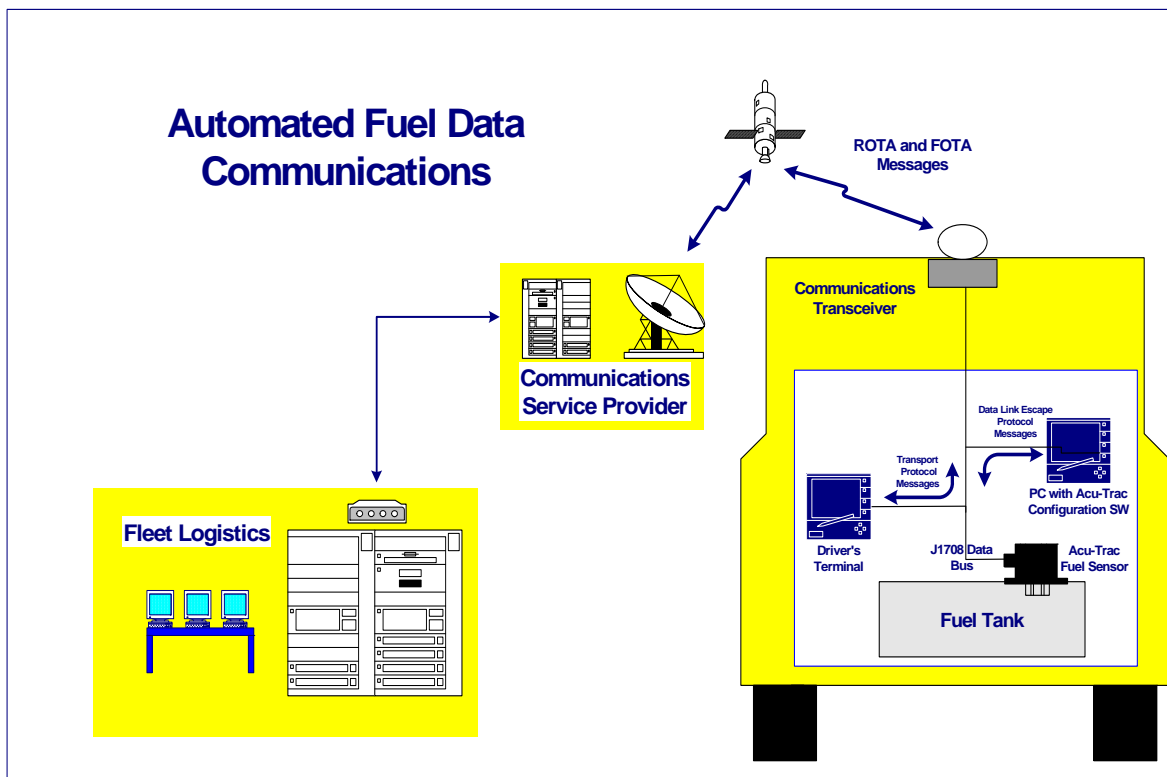 Automated Fuel Data
Communications
ROTA and FOTA
Messages
Communications
Transceiver
Communications
Service Provider
Data Link Escape
Protocol
Messages
Transport
Protocol
Messages
PC with Acu-Trac
Configuration SW
Fleet Logistics
Driver's
Terminal
J1708 Data
Bus
Acu-Trac
Fuel Sensor
Fuel Tank